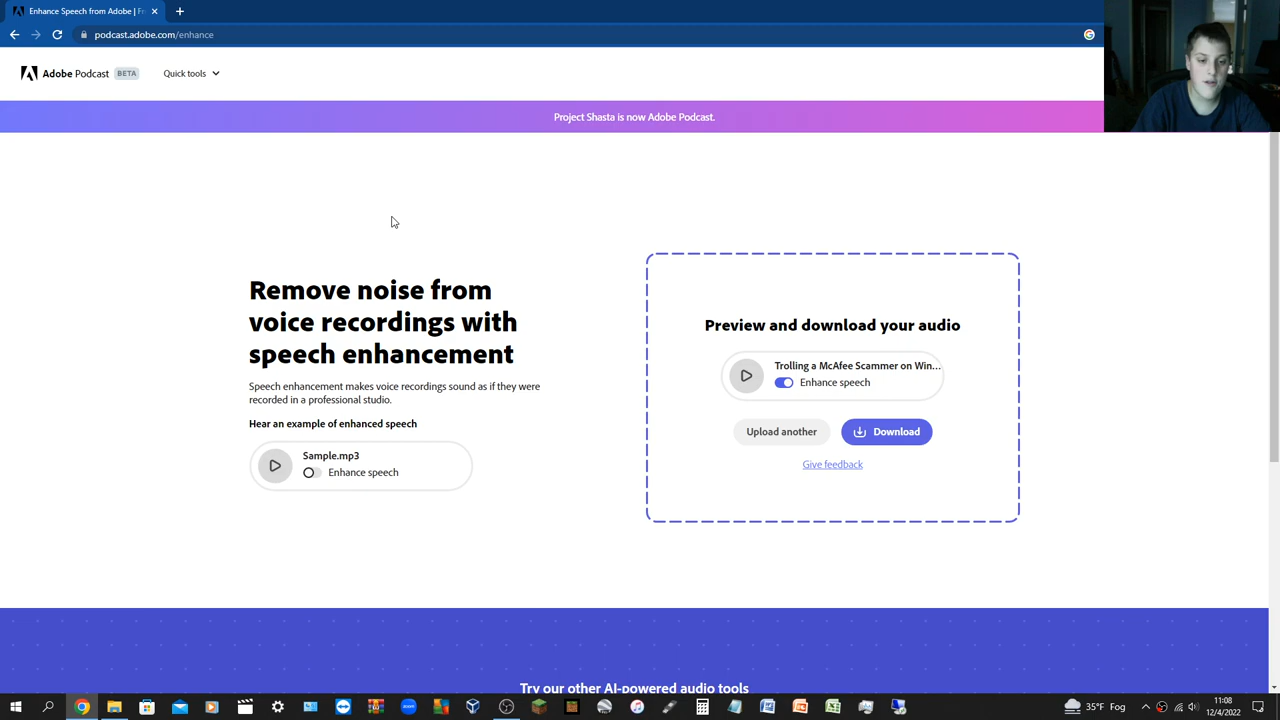 Enhance Speech from Adobe | Fr
podcast.adobe.com/enhance
Adobe Podcast BETA Quick tools
Project Shasta is now Adobe Podcast.
Remove noise from
voice recordings with
speech enhancement
Speech enhancement makes voice recordings sound as if they were
recorded in a professional studio.
Hear an example of enhanced speech
Sample.mp3
Enhance speech
Preview and download your audio
Trolling a McAfee Scammer on Win...
Enhance speech
Upload another Download
Give feedback
Try our other AI-powered audio tools
35°F Fog
11:08
12/4/2022